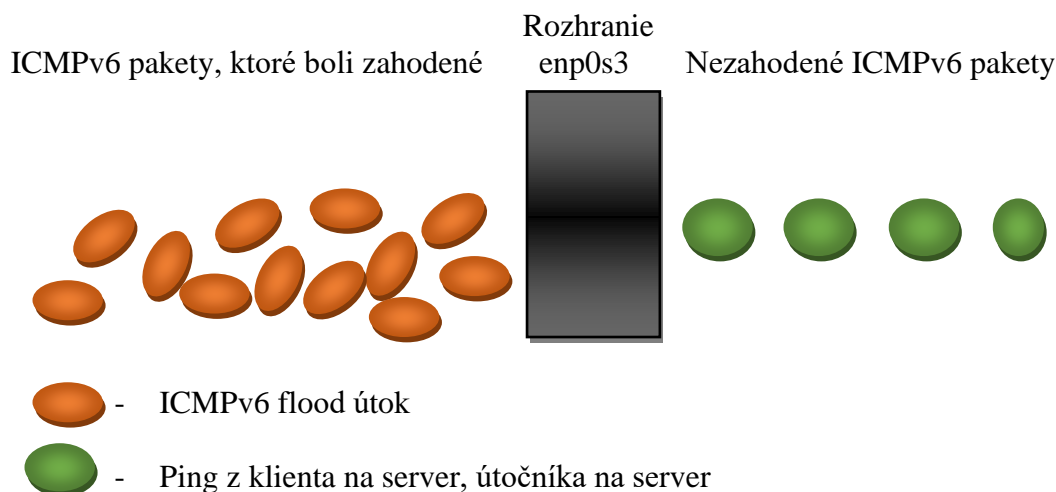 Rozhranie
ICMPv6 pakety, ktoré boli zahodené enp0s3 Nezahodené ICMPv6 pakety
- ICMPv6 flood útok
- Ping z klienta na server, útočníka na server